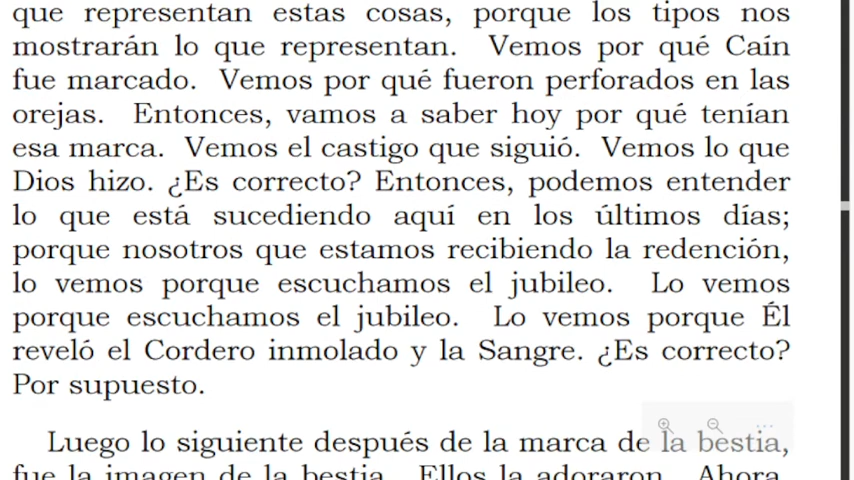 que representan estas cosas, porque los tipos nos
mostrarán lo que representan. Vemos por qué Caín
fue marcado. Vemos por qué fueron perforados en las
orejas. Entonces, vamos a saber hoy por qué tenían
esa marca. Vemos el castigo que siguió. Vemos lo que
Dios hizo. ¿Es correcto? Entonces, podemos entender
lo que está sucediendo aquí en los últimos días;
porque nosotros que estamos recibiendo la redención,
lo vemos porque escuchamos el jubileo. Lo vemos
porque escuchamos el jubileo. Lo vemos porque Él
reveló el Cordero inmolado y la Sangre. ¿Es correcto?
Por supuesto.
Luego lo siguiente después de la marca de la bestia,
fue la imagen de la bestia. Ellos la adoraron. Ahora,